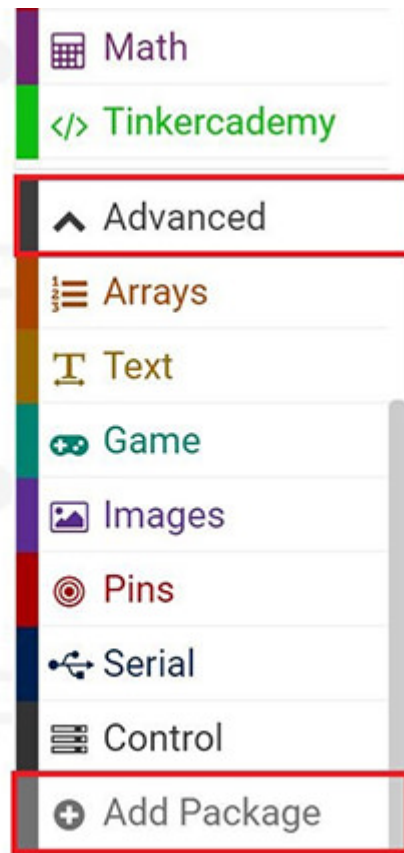 Math
</> Tinkercademy
Advanced
Arrays
Text
Game
Images
Pins
Serial
Control
Add Package